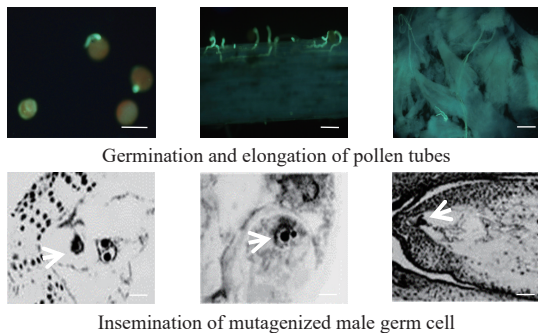 Germination and elongation of pollen tubes
Insemination of mutagenized male germ cell